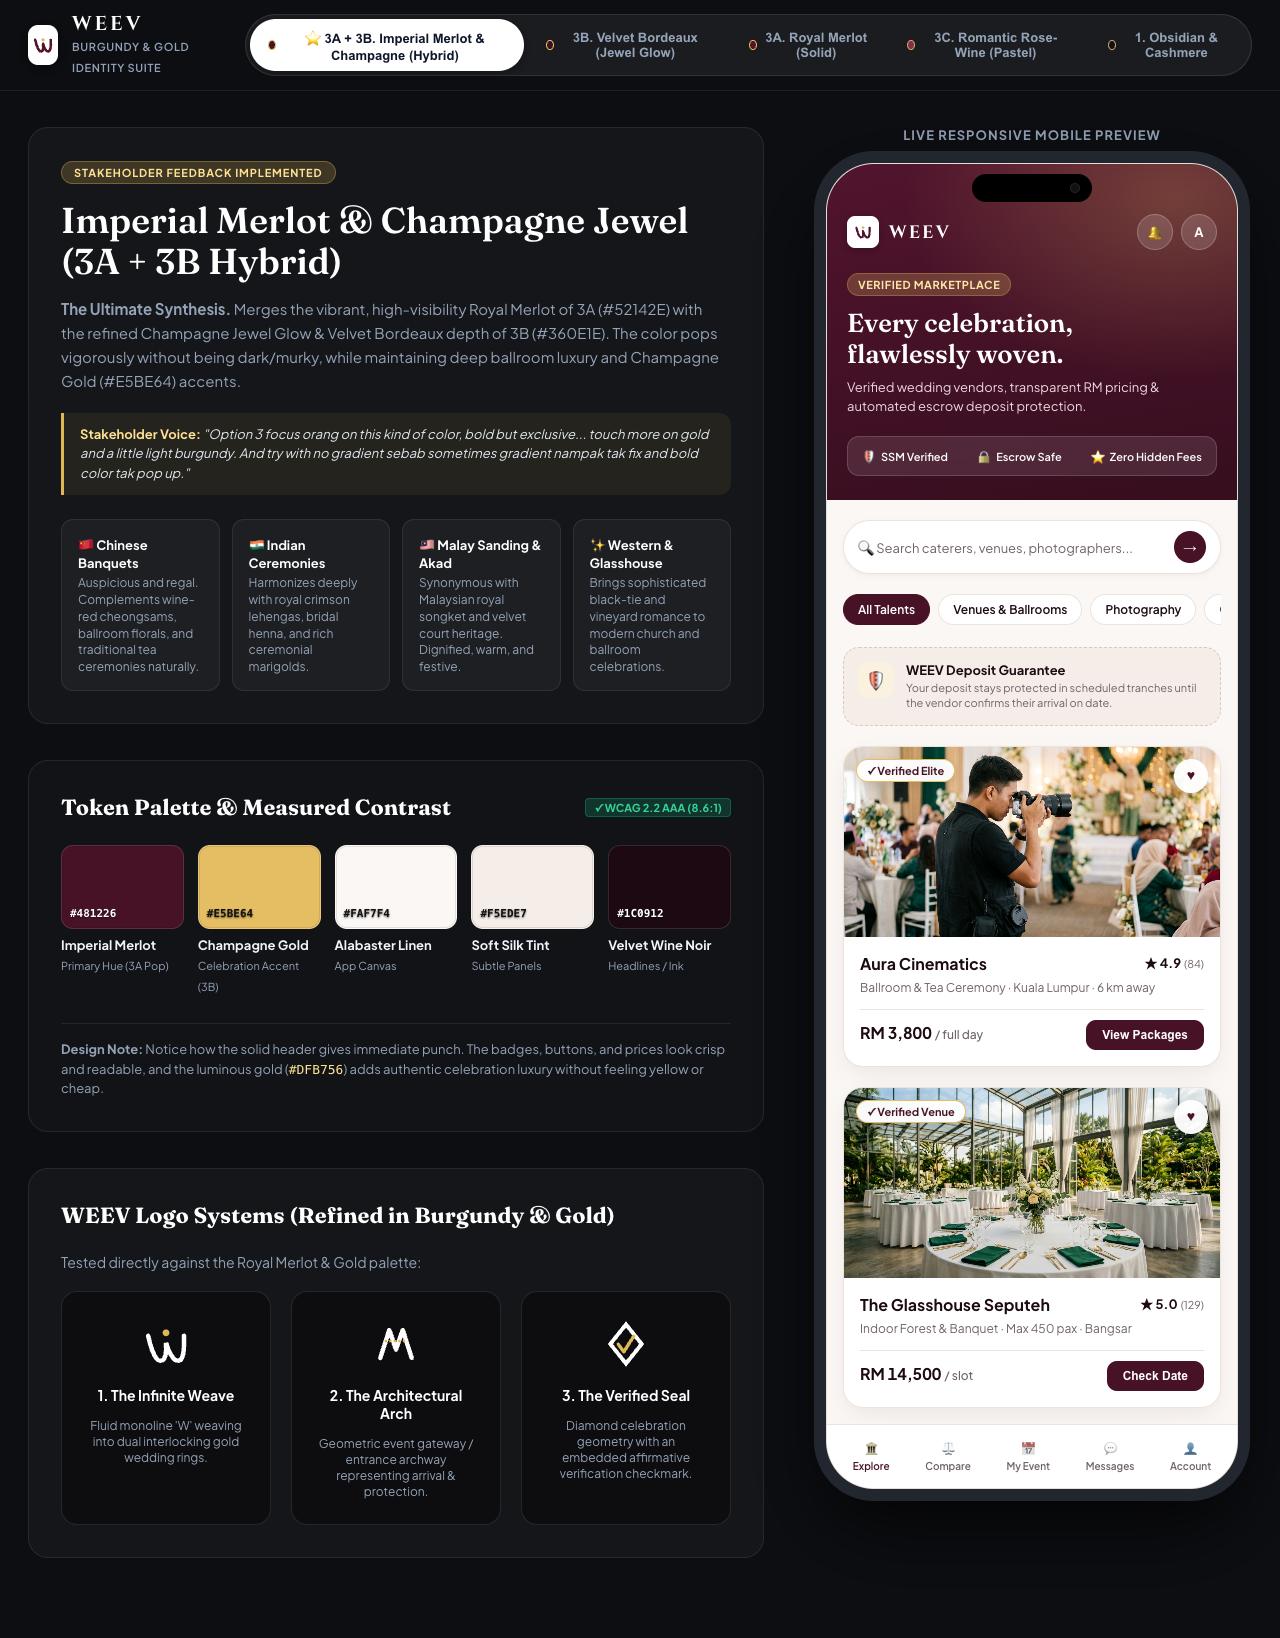 WEEV
BURGUNDY & GOLD
IDENTITY SUITE
⭐ 3A + 3B. Imperial Merlot &
Champagne (Hybrid)
3B. Velvet Bordeaux
(Jewel Glow)
3A. Royal Merlot
(Solid)
3C. Romantic Rose-
Wine (Pastel)
1. Obsidian &
Cashmere
STAKEHOLDER FEEDBACK IMPLEMENTED
Imperial Merlot & Champagne Jewel
(3A + 3B Hybrid)
The Ultimate Synthesis. Merges the vibrant, high-visibility Royal Merlot of 3A (#52142E) with
the refined Champagne Jewel Glow & Velvet Bordeaux depth of 3B (#360E1E). The color pops
vigorously without being dark/murky, while maintaining deep ballroom luxury and Champagne
Gold (#E5BE64) accents.
Stakeholder Voice: "Option 3 focus orang on this kind of color, bold but exclusive... touch more on gold
and a little light burgundy. And try with no gradient sebab sometimes gradient nampak tak fix and bold
color tak pop up."
🇨🇳 Chinese
Banquets
Auspicious and regal.
Complements wine-
red cheongsams,
ballroom florals, and
traditional tea
ceremonies naturally.
🇮🇳 Indian
Ceremonies
Harmonizes deeply
with royal crimson
lehengas, bridal
henna, and rich
ceremonial
marigolds.
🇲🇾 Malay Sanding &
Akad
Synonymous with
Malaysian royal
songket and velvet
court heritage.
Dignified, warm, and
festive.
✨ Western &
Glasshouse
Brings sophisticated
black-tie and
vineyard romance to
modern church and
ballroom
celebrations.
Token Palette & Measured Contrast
✓ WCAG 2.2 AAA (8.6:1)
#481226
#E5BE64
#FAF7F4
#F5EDE7
#1C0912
Imperial Merlot
Primary Hue (3A Pop)
Champagne Gold
Celebration Accent
(3B)
Alabaster Linen
App Canvas
Soft Silk Tint
Subtle Panels
Velvet Wine Noir
Headlines / Ink
Design Note: Notice how the solid header gives immediate punch. The badges, buttons, and prices look crisp
and readable, and the luminous gold (#DFB756) adds authentic celebration luxury without feeling yellow or
cheap.
WEEV Logo Systems (Refined in Burgundy & Gold)
Tested directly against the Royal Merlot & Gold palette:
1. The Infinite Weave
Fluid monoline 'W' weaving
into dual interlocking gold
wedding rings.
2. The Architectural
Arch
Geometric event gateway /
entrance archway
representing arrival &
protection.
3. The Verified Seal
Diamond celebration
geometry with an
embedded affirmative
verification checkmark.
LIVE RESPONSIVE MOBILE PREVIEW
WEEV
A
VERIFIED MARKETPLACE
Every celebration,
flawlessly woven.
Verified wedding vendors, transparent RM pricing &
automated escrow deposit protection.
SSM Verified
Escrow Safe
Zero Hidden Fees
Search caterers, venues, photographers...
→
All Talents
Venues & Ballrooms
Photography
WEEV Deposit Guarantee
Your deposit stays protected in scheduled tranches until
the vendor confirms their arrival on date.
✓ Verified Elite
♥
Aura Cinematics
★ 4.9 (84)
Ballroom & Tea Ceremony · Kuala Lumpur · 6 km away
RM 3,800 / full day
View Packages
✓ Verified Venue
♥
The Glasshouse Seputeh
★ 5.0 (129)
Indoor Forest & Banquet · Max 450 pax · Bangsar
RM 14,500 / slot
Check Date
Explore
Compare
My Event
Messages
Account